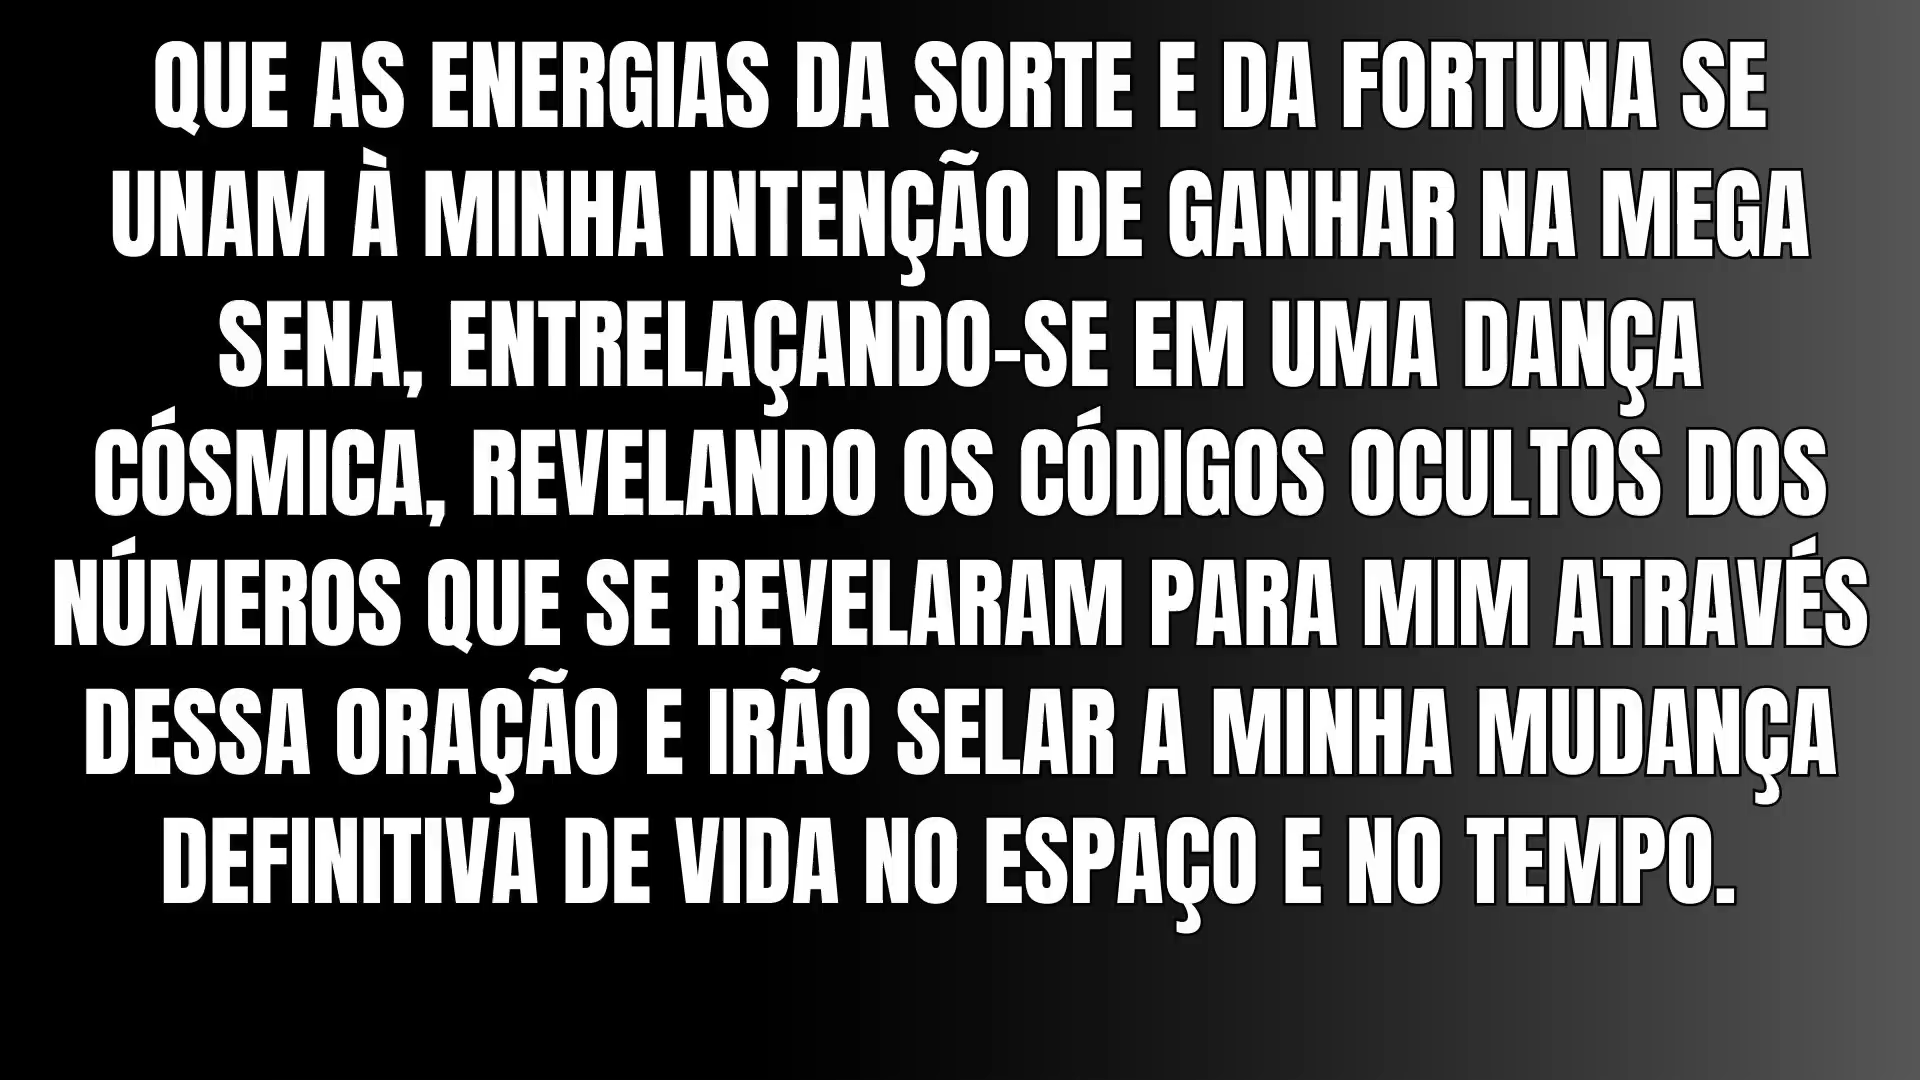 QUE AS ENERGIAS DA SORTE E DA FORTUNA SE
UNAM À MINHA INTENÇÃO DE GANHAR NA MEGA
SENA, ENTRELAÇANDO-SE EM UMA DANÇA
CÓSMICA, REVELANDO OS CÓDIGOS OCULTOS DOS
NÚMEROS QUE SE REVELARAM PARA MIM ATRAVÉS
DESSA ORAÇÃO E IRÃO SELAR A MINHA MUDANÇA
DEFINITIVA DE VIDA NO ESPAÇO E NO TEMPO.